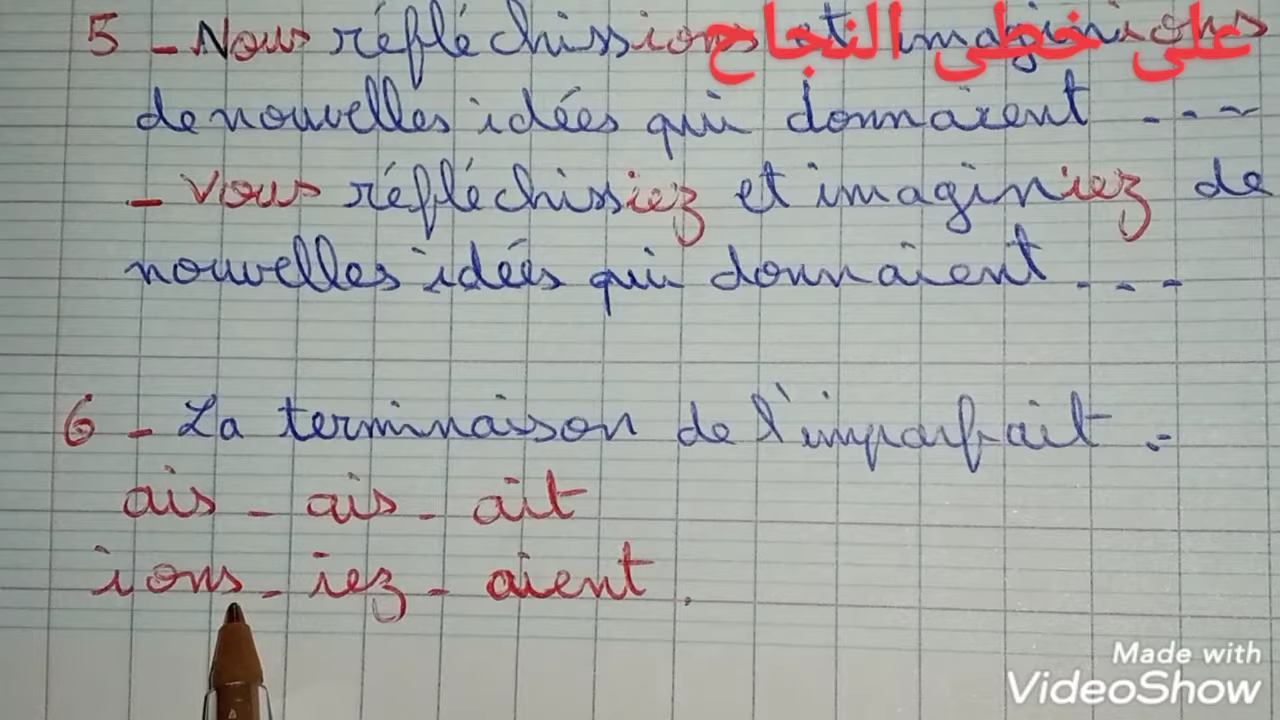 5 - Nous réfléchissions et imaginions
على خطى النجاح
de nouvelles idées qui donnaient ---
- Vous réfléchissiez et imaginiez de
nouvelles idées qui donnaient ---
6 - La terminaison de l'imparfait :-
ais - ais - ait
ions - iez - aient.
Made with
VideoShow